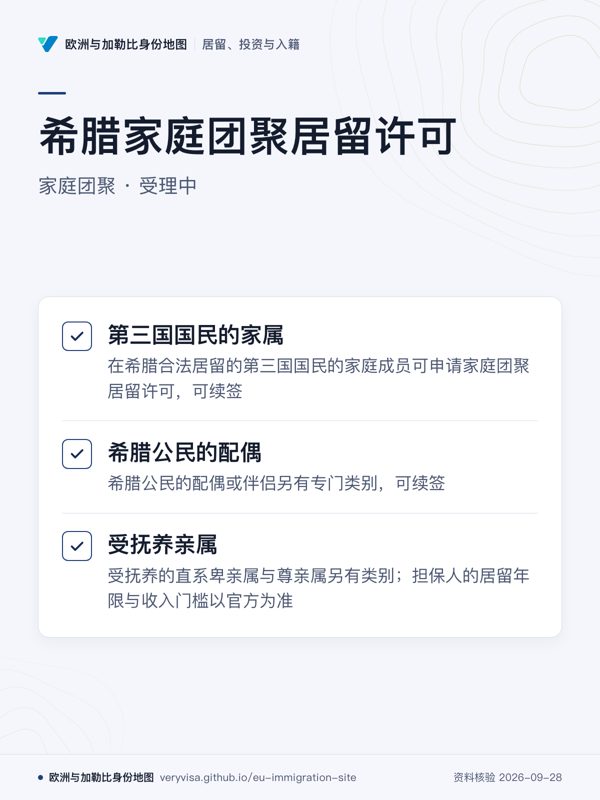 欧洲与加勒比身份地图 居留、投资与入籍
希腊家庭团聚居留许可
家庭团聚 · 受理中
第三国国民的家属
在希腊合法居留的第三国国民的家庭成员可申请家庭团聚
居留许可，可续签
希腊公民的配偶
希腊公民的配偶或伴侣另有专门类别，可续签
受抚养亲属
受抚养的直系卑亲属与尊亲属另有类别；担保人的居留年
限与收入门槛以官方为准
欧洲与加勒比身份地图 veryvisa.github.io/eu-immigration-site 资料核验 2026-09-28